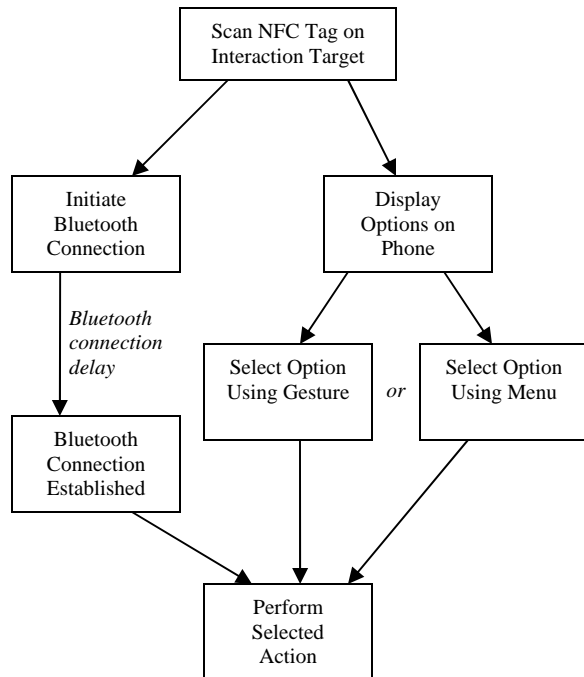 Scan NFC Tag on
Interaction Target
Initiate
Bluetooth
Connection
Display
Options on
Phone
Bluetooth
connection
delay
Select Option
Using Gesture
or
Select Option
Using Menu
Bluetooth
Connection
Established
Perform
Selected
Action